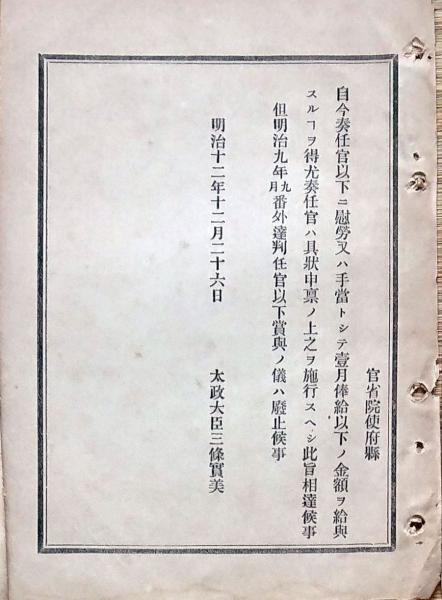 官省院使府縣
自今奏任官以下ニ慰勞又ハ手當トシテ壹月俸給以下ノ金額ヲ給與
スルヿヲ得尤奏任官ハ具狀申禀ノ上之ヲ施行スヘシ此旨相達候事
但明治九年九月番外達判任官以下賞與ノ儀ハ廢止候事
明治十二年十二月二十六日
太政大臣三條實美